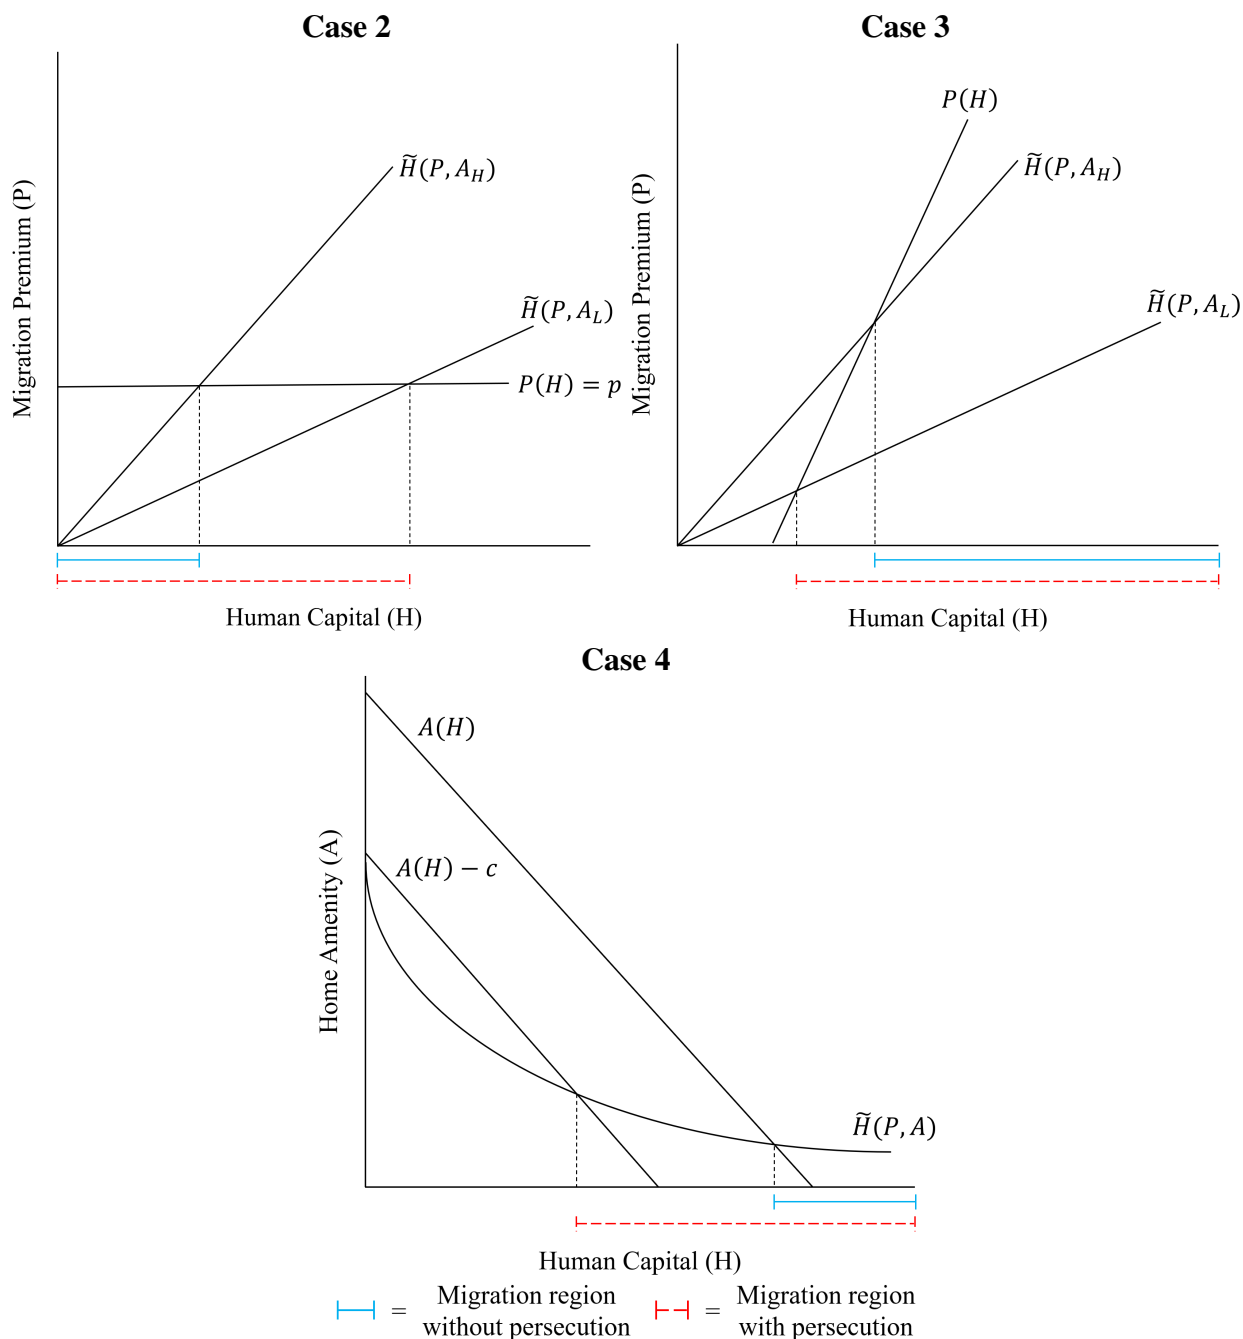 Case 2
Migration Premium (P)
H̃(P, A_H)
H̃(P, A_L)
P(H) = p
Human Capital (H)
Case 3
Migration Premium (P)
P(H)
H̃(P, A_H)
H̃(P, A_L)
Human Capital (H)
Case 4
Home Amenity (A)
A(H)
A(H) − c
H̃(P, A)
Human Capital (H)
= Migration region
without persecution
= Migration region
with persecution